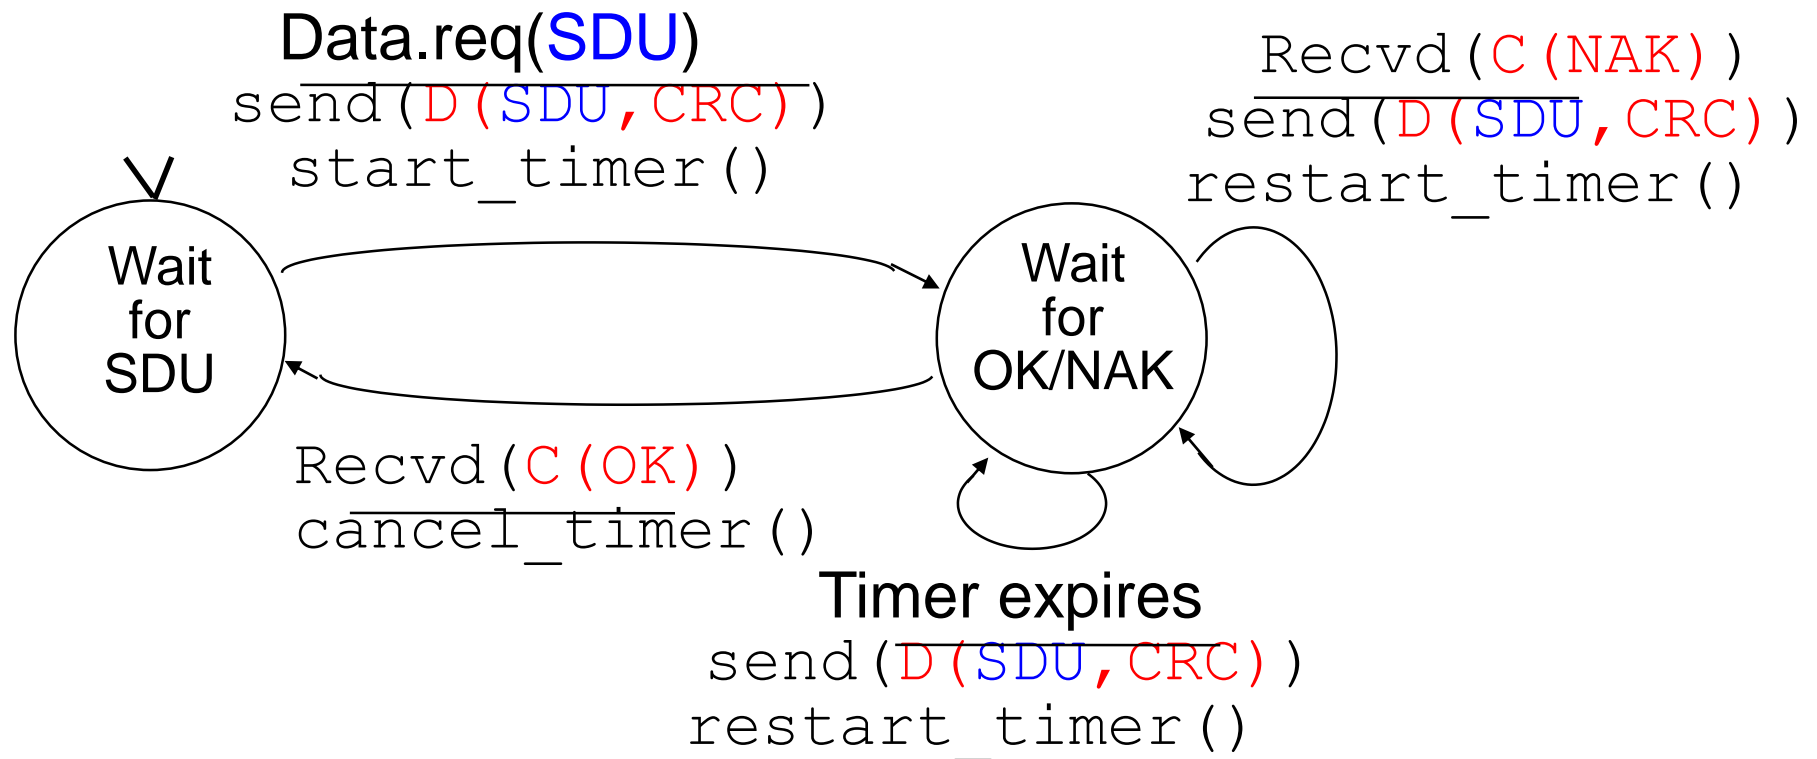 Data.req(SDU)
send(D(SDU,CRC))
start_timer()
Recvd(C(NAK))
send(D(SDU,CRC))
restart_timer()
Wait
for
SDU
Wait
for
OK/NAK
Recvd(C(OK))
cancel_timer()
Timer expires
send(D(SDU,CRC))
restart_timer()